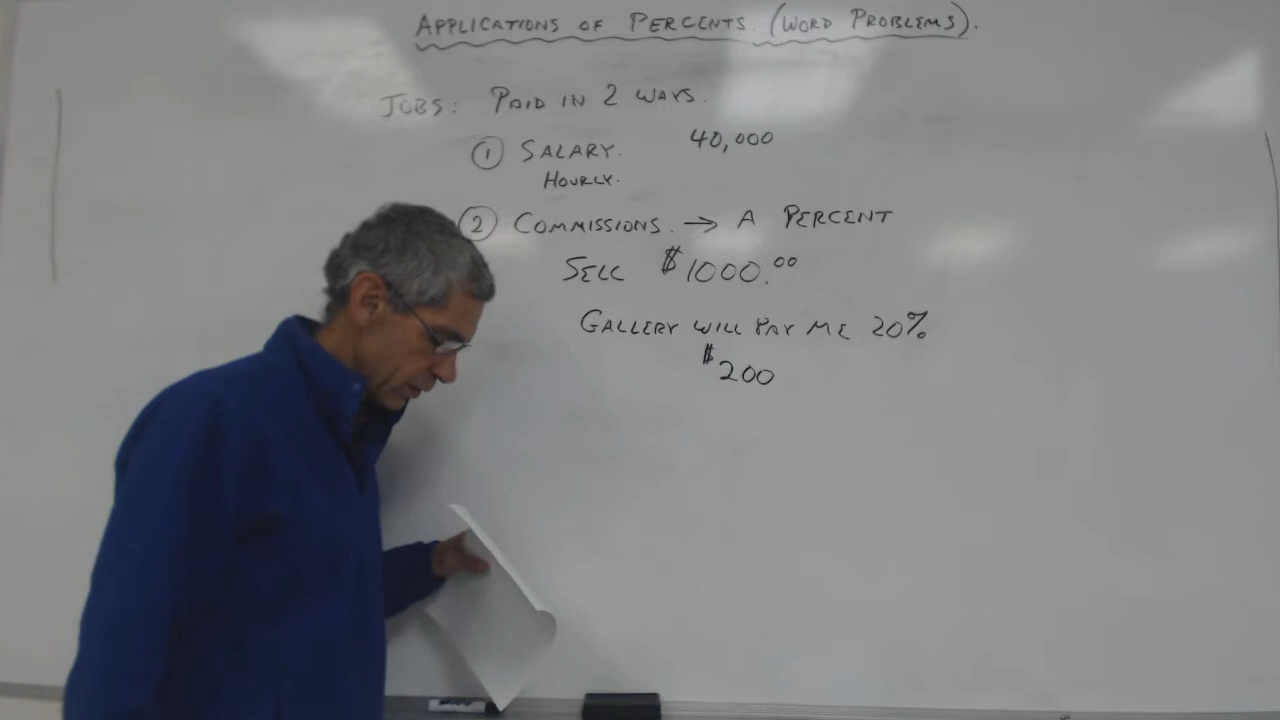 APPLICATIONS OF PERCENTS. (WORD PROBLEMS).
JOBS: PAID IN 2 WAYS.
① SALARY. 40,000
HOURLY.
② COMMISSIONS. → A PERCENT
SELL $1000.00
GALLERY WILL PAY ME 20%
$200